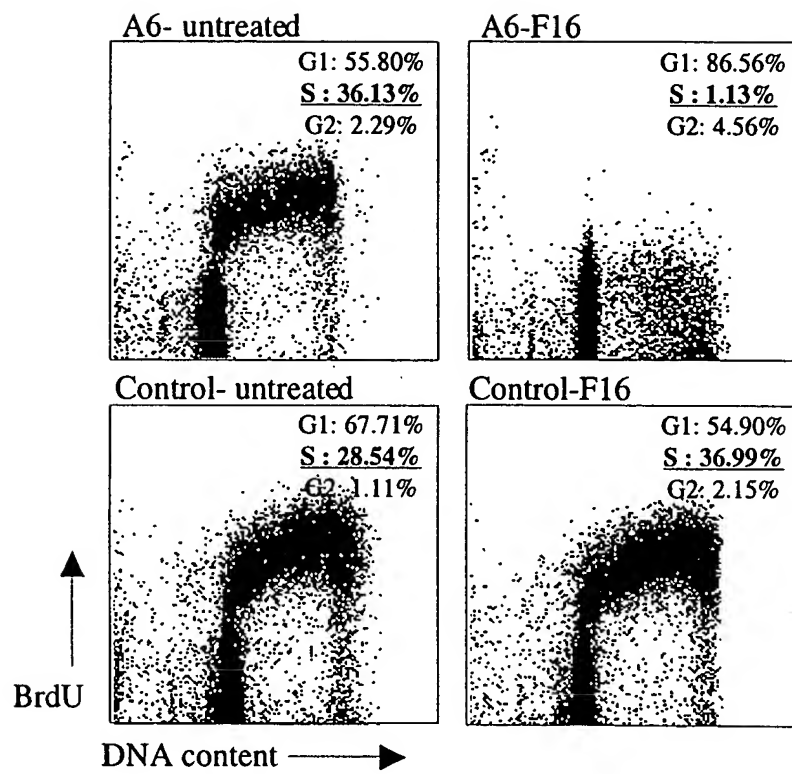 A6- untreated
G1: 55.80%
S : 36.13%
G2: 2.29%
A6-F16
G1: 86.56%
S : 1.13%
G2: 4.56%
Control- untreated
G1: 67.71%
S : 28.54%
G2: 1.11%
Control-F16
G1: 54.90%
S : 36.99%
G2: 2.15%
BrdU
DNA content